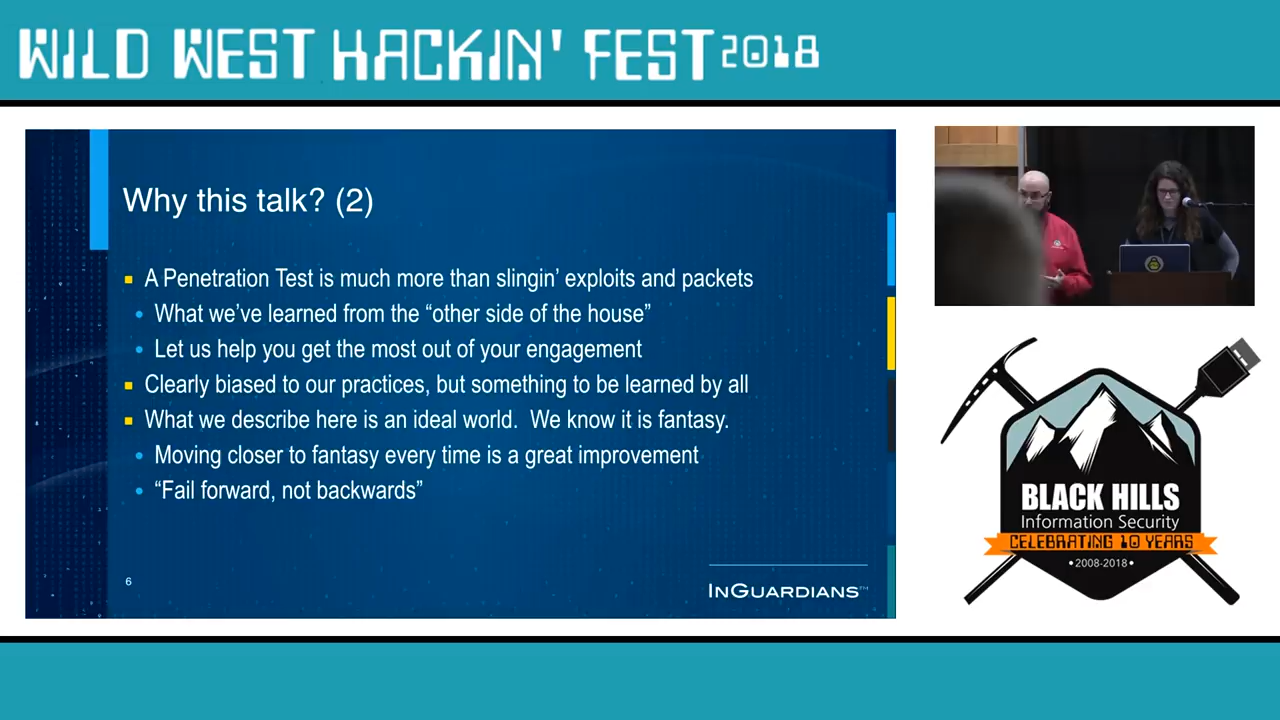 WILD WEST HACKIN' FEST 2018
Why this talk? (2)
A Penetration Test is much more than slingin’ exploits and packets
What we’ve learned from the “other side of the house”
Let us help you get the most out of your engagement
Clearly biased to our practices, but something to be learned by all
What we describe here is an ideal world.  We know it is fantasy.
Moving closer to fantasy every time is a great improvement
“Fail forward, not backwards”
6
INGUARDIANS™
BLACK HILLS
Information Security
CELEBRATING 10 YEARS
•2008-2018•